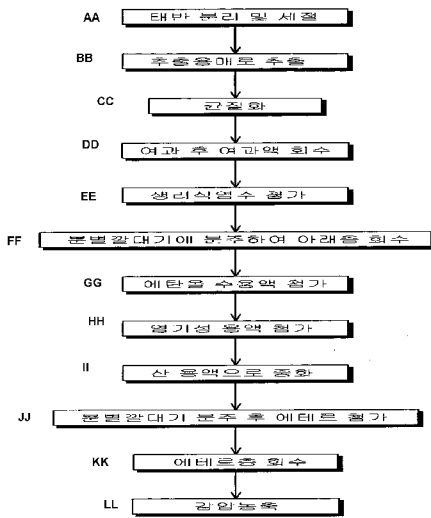 AA 태반 분리 및 세절
BB 추출용매로 추출
CC 균질화
DD 여과 후 여과액 회수
EE 생리식염수 첨가
FF 분별깔대기에 분주하여 아래층 회수
GG 에탄올 수용액 첨가
HH 염기성 용액 첨가
II 산 용액으로 중화
JJ 분별깔대기 분주 후 에테르 첨가
KK 에테르층 회수
LL 감압농축